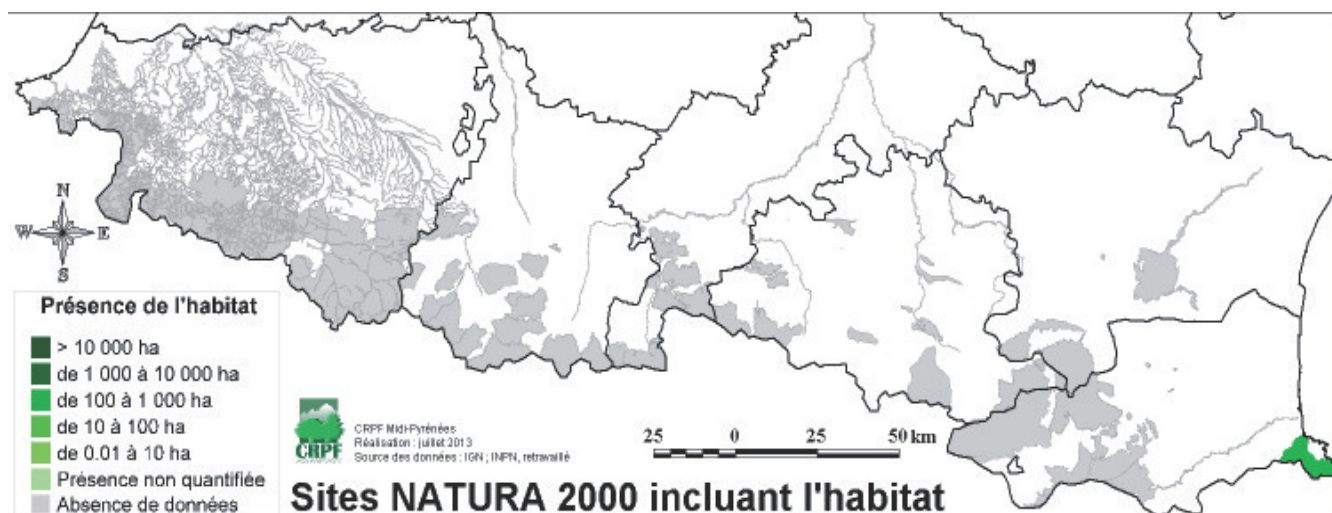 N
W E
S
Présence de l'habitat
> 10 000 ha
de 1 000 à 10 000 ha
de 100 à 1 000 ha
de 10 à 100 ha
de 0.01 à 10 ha
Présence non quantifiée
Absence de données
CRPF
CRPF Midi-Pyrénées
Réalisation : juillet 2013
Source des données : IGN ; INPN, retravaillé
25 0 25 50 km
Sites NATURA 2000 incluant l'habitat